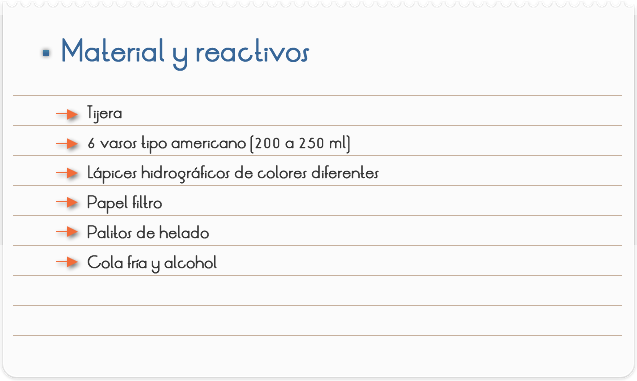 Material y reactivos
Tijera
6 vasos tipo americano (200 a 250 ml)
Lápices hidrográficos de colores diferentes
Papel filtro
Palitos de helado
Cola fría y alcohol